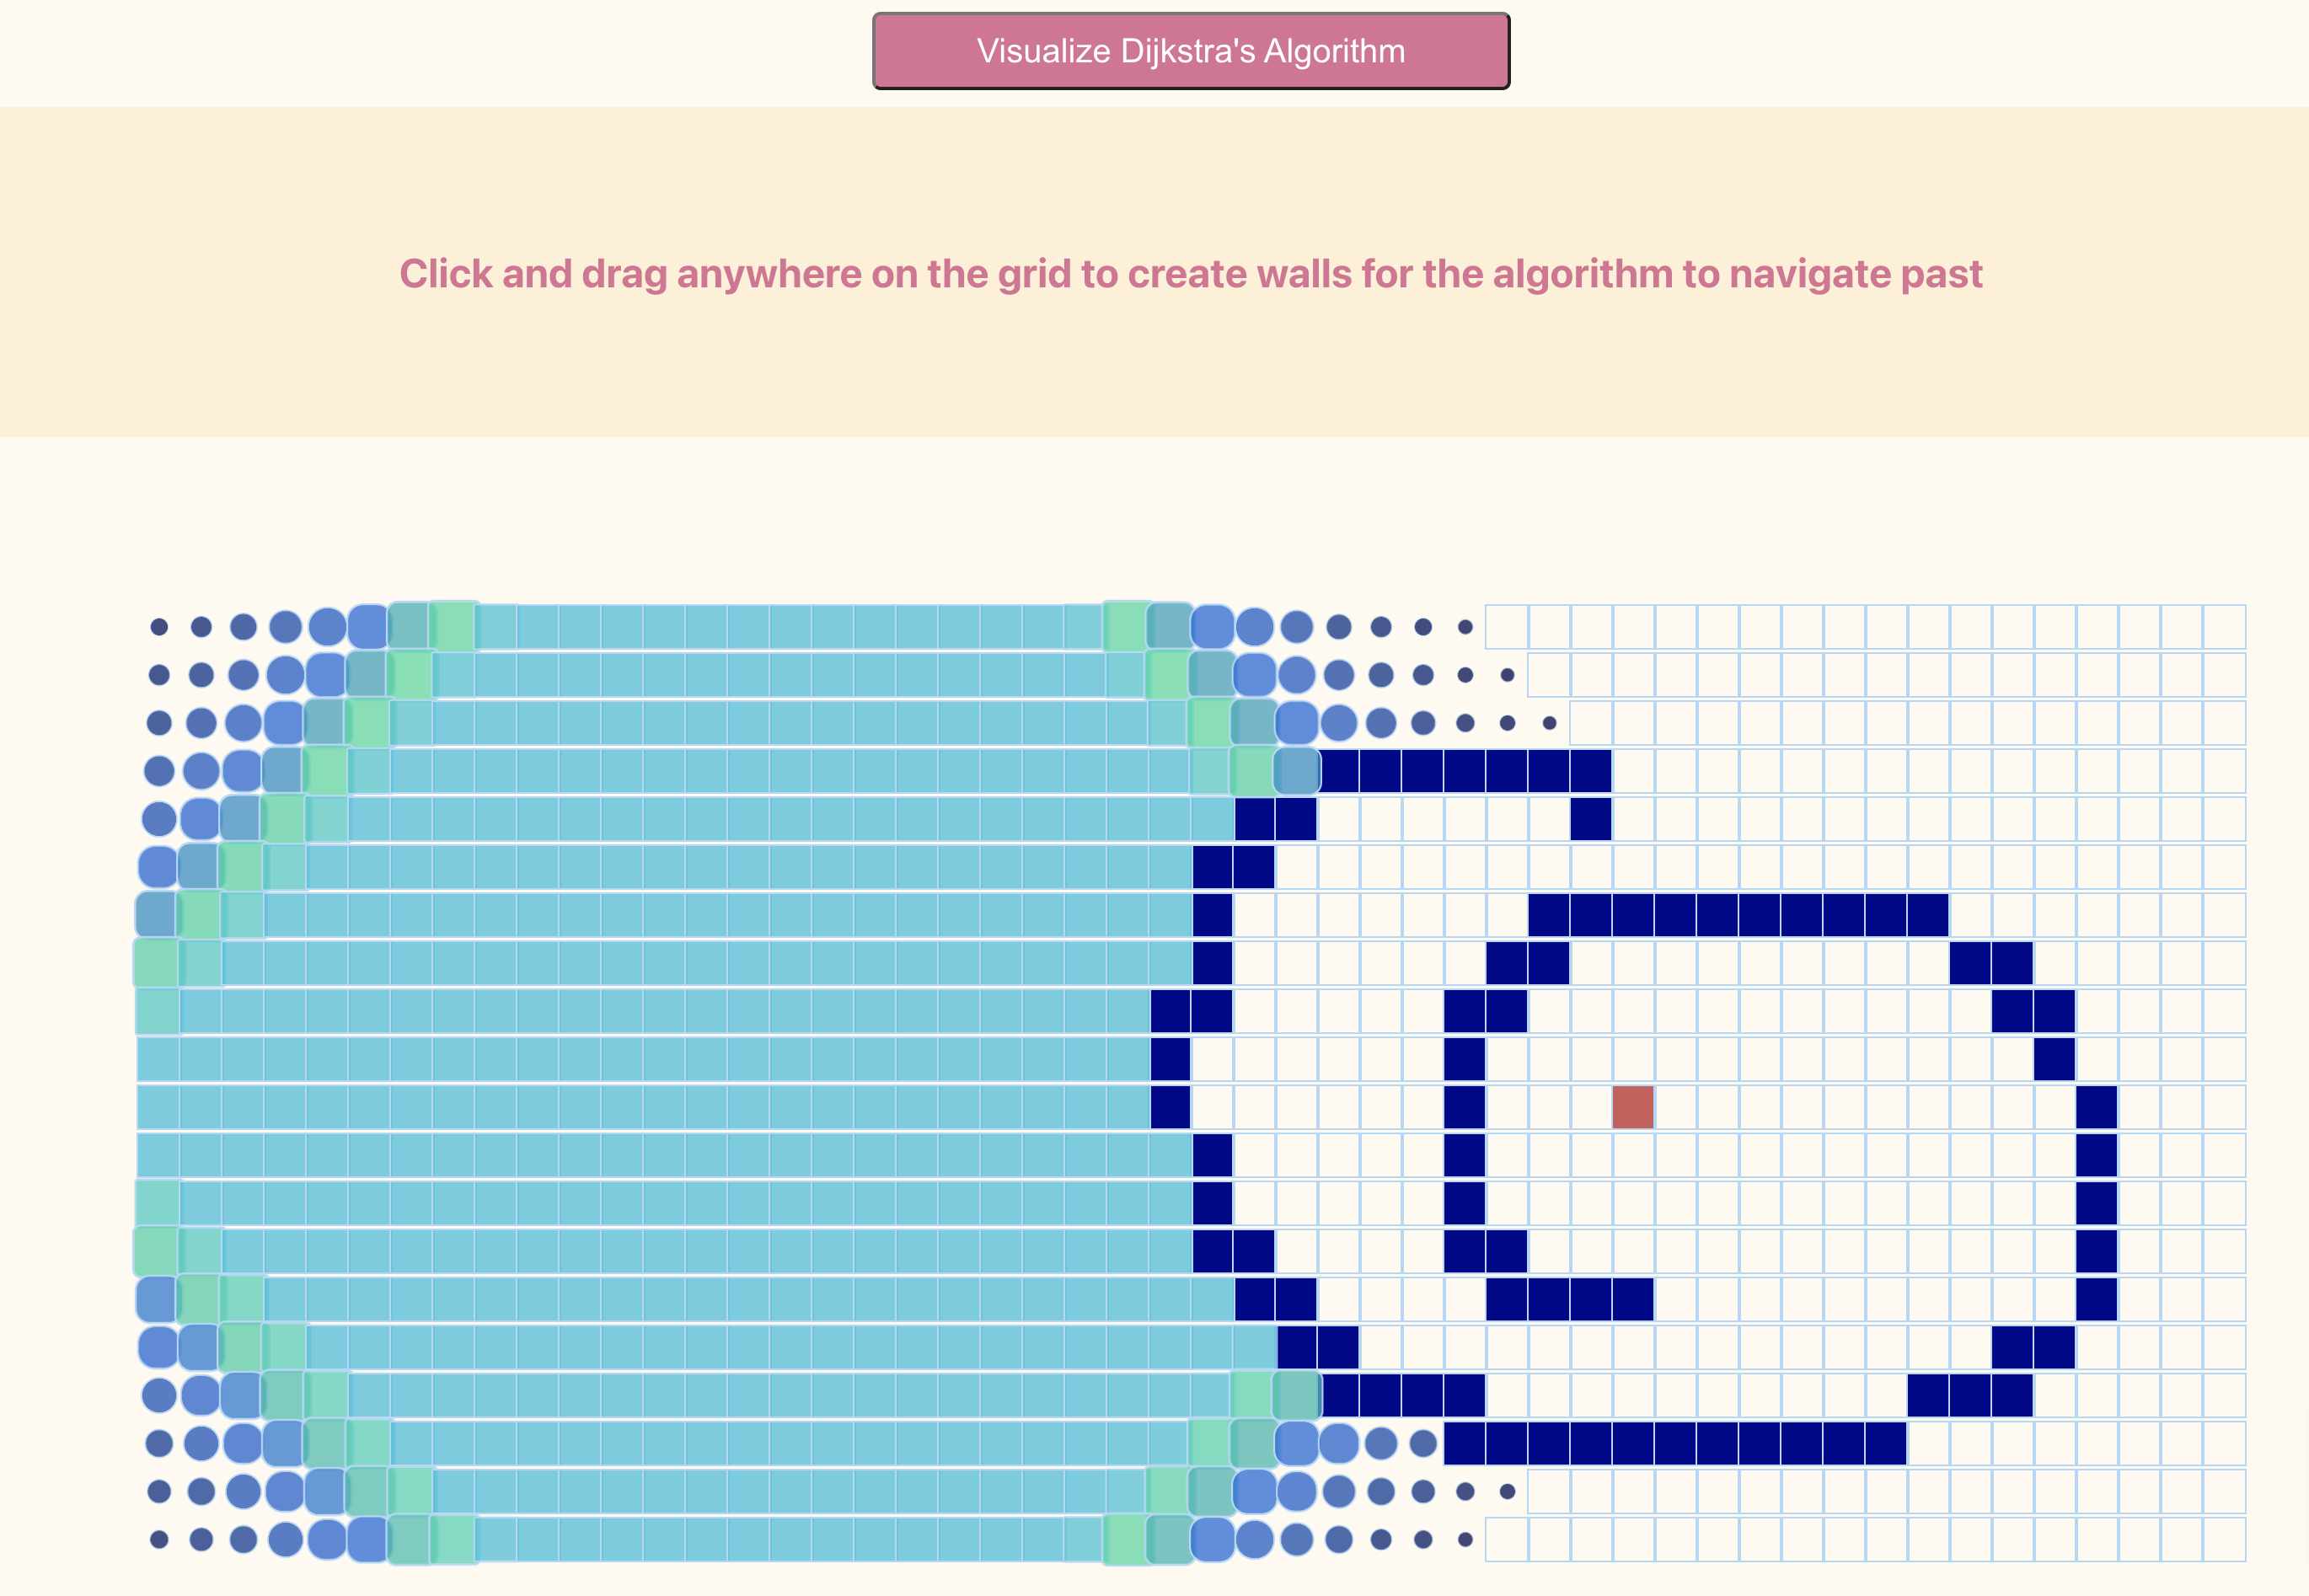 Visualize Dijkstra's Algorithm
Click and drag anywhere on the grid to create walls for the algorithm to navigate past